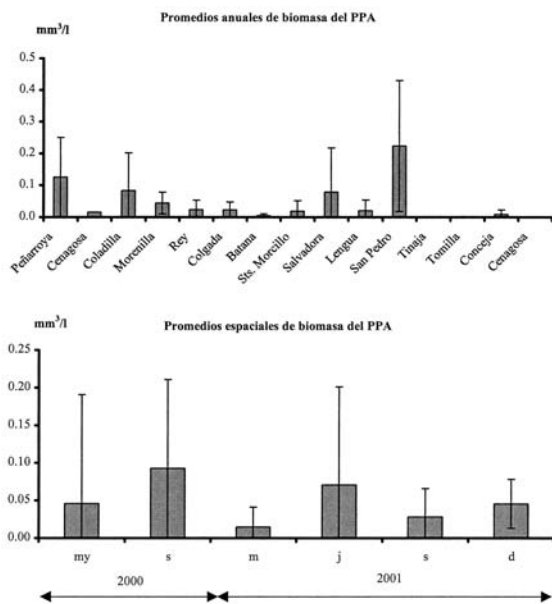 Promedios anuales de biomasa del PPA
mm³/l
0.5
0.4
0.3
0.2
0.1
0.0
Peñarroya
Cenagosa
Coladilla
Morenilla
Rey
Colgada
Batana
Sts. Morcillo
Salvadora
Lengua
San Pedro
Tinaja
Tomilla
Conceja
Cenagosa
Promedios espaciales de biomasa del PPA
mm³/l
0.25
0.20
0.15
0.10
0.05
0.00
my s m j s d
2000 2001